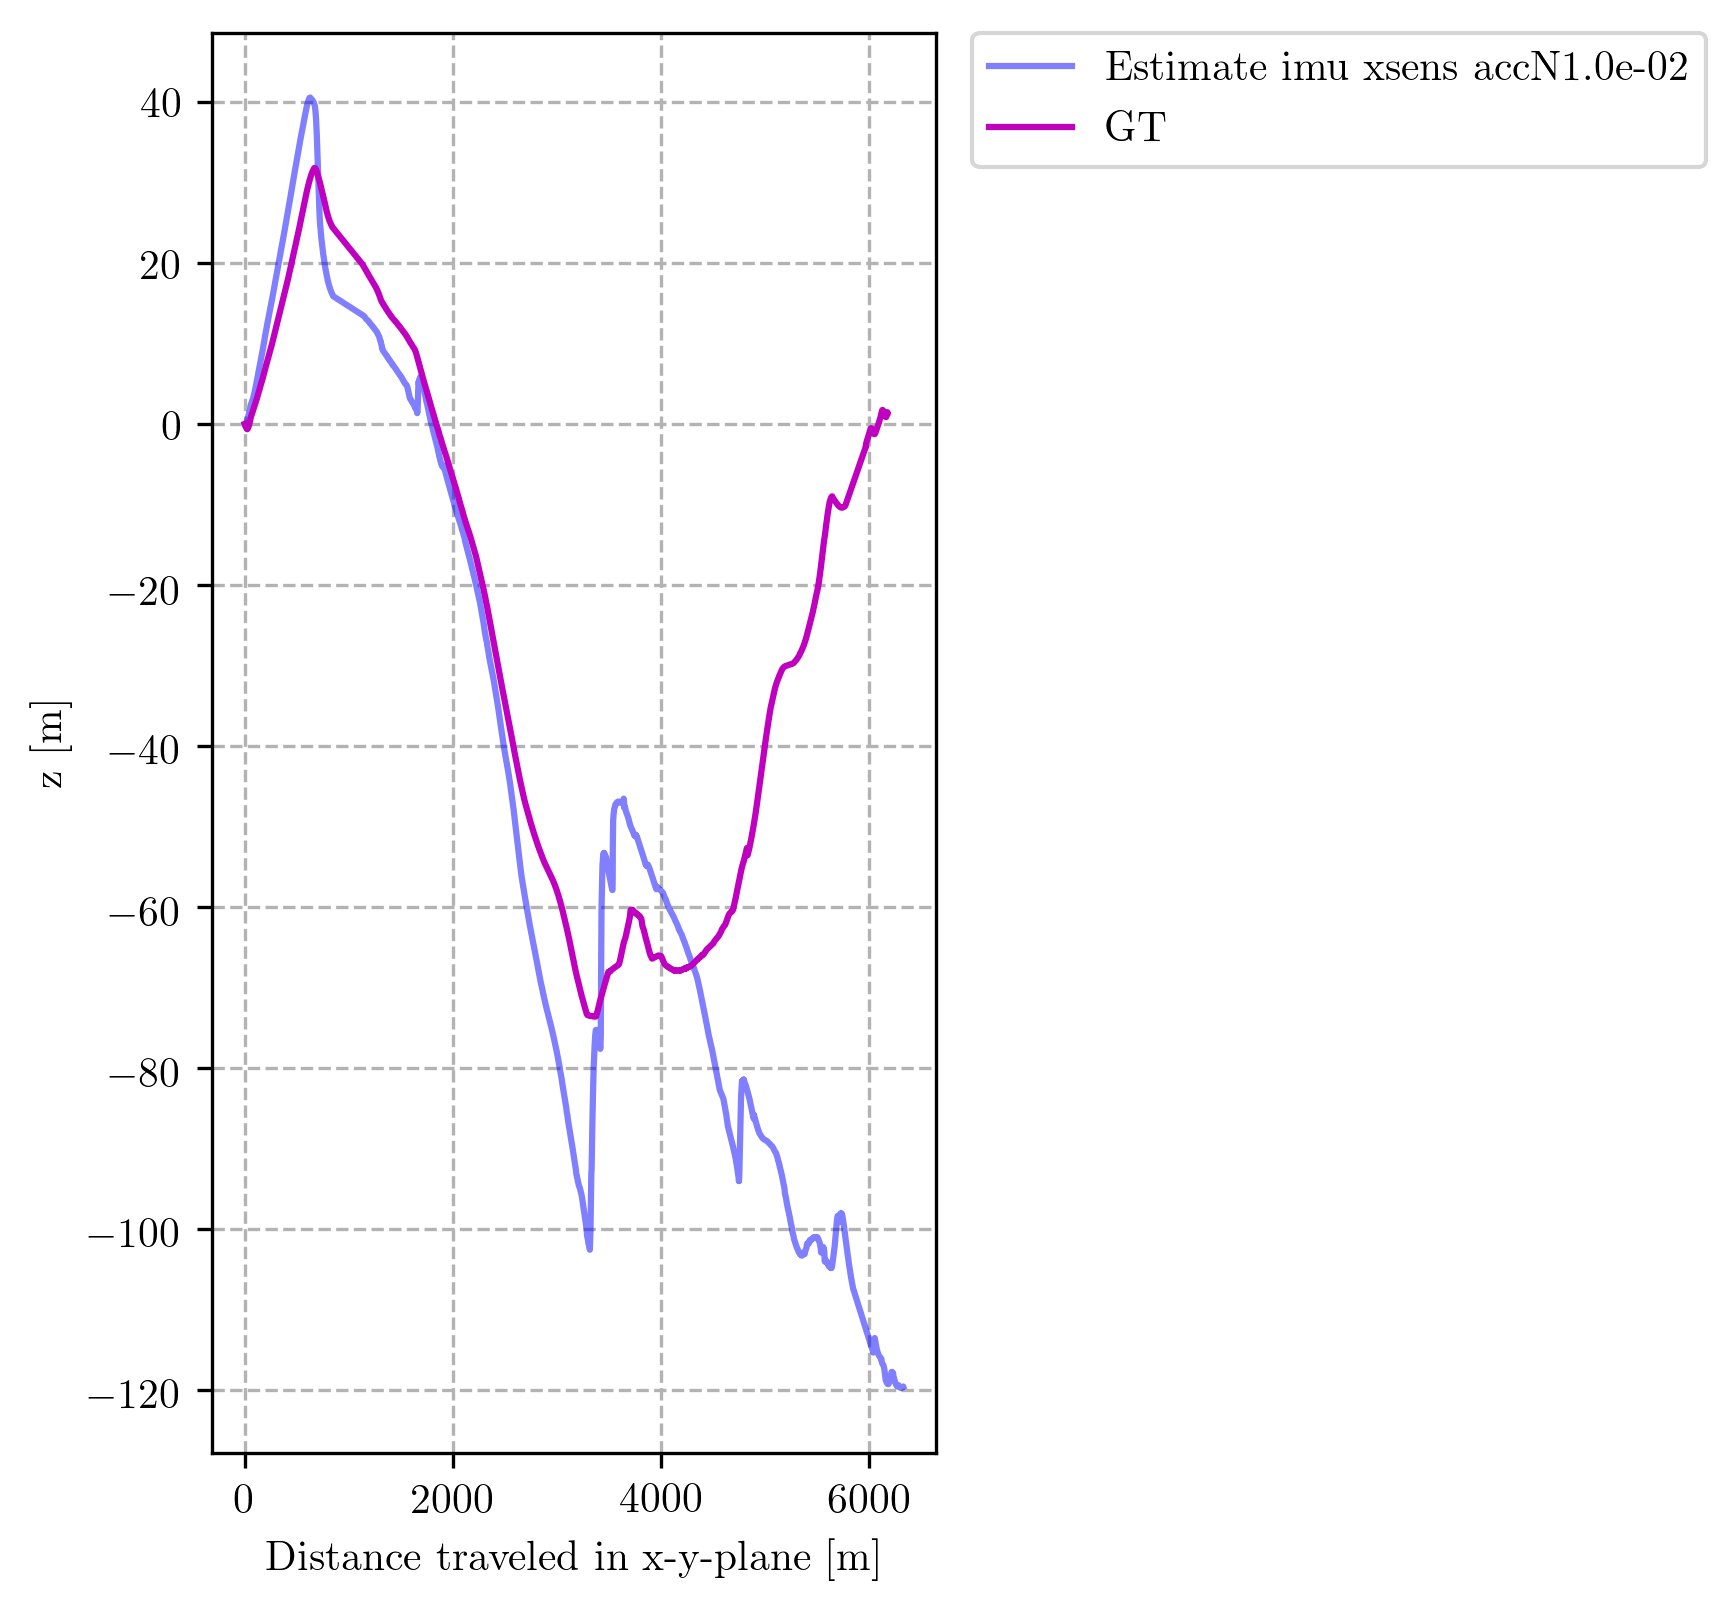 Estimate imu xsens accN1.0e-02
GT
40
20
0
−20
−40
−60
−80
−100
−120
z [m]
0 2000 4000 6000
Distance traveled in x-y-plane [m]